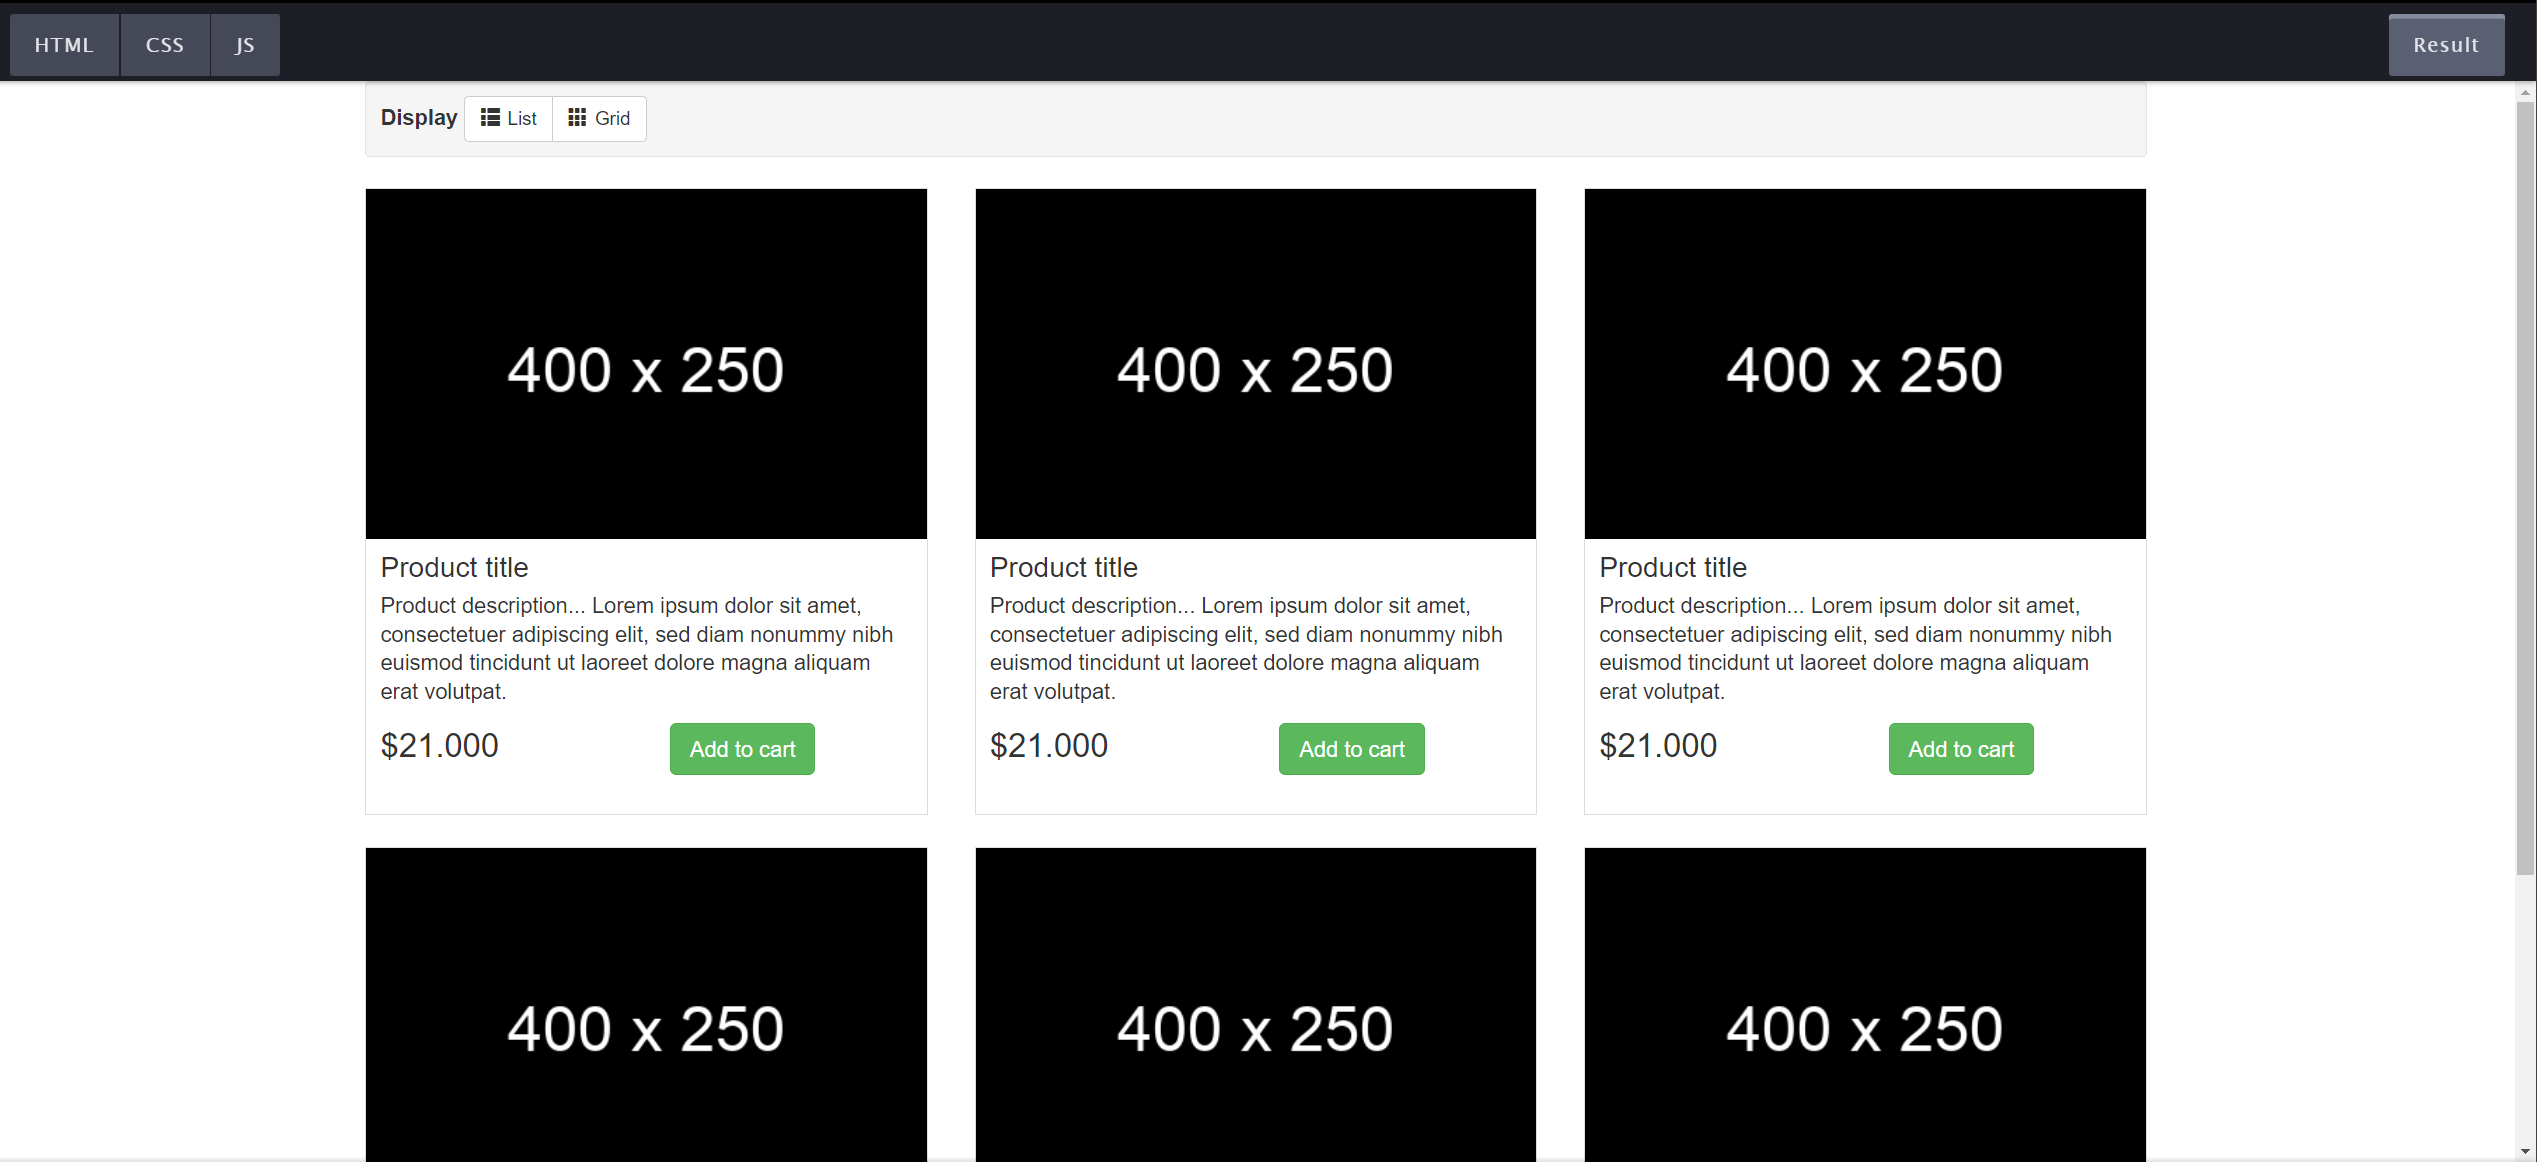 HTML CSS JS Result
Display List Grid
400 x 250
400 x 250
400 x 250
Product title
Product description... Lorem ipsum dolor sit amet,
consectetuer adipiscing elit, sed diam nonummy nibh
euismod tincidunt ut laoreet dolore magna aliquam
erat volutpat.
$21.000 Add to cart
Product title
Product description... Lorem ipsum dolor sit amet,
consectetuer adipiscing elit, sed diam nonummy nibh
euismod tincidunt ut laoreet dolore magna aliquam
erat volutpat.
$21.000 Add to cart
Product title
Product description... Lorem ipsum dolor sit amet,
consectetuer adipiscing elit, sed diam nonummy nibh
euismod tincidunt ut laoreet dolore magna aliquam
erat volutpat.
$21.000 Add to cart
400 x 250
400 x 250
400 x 250